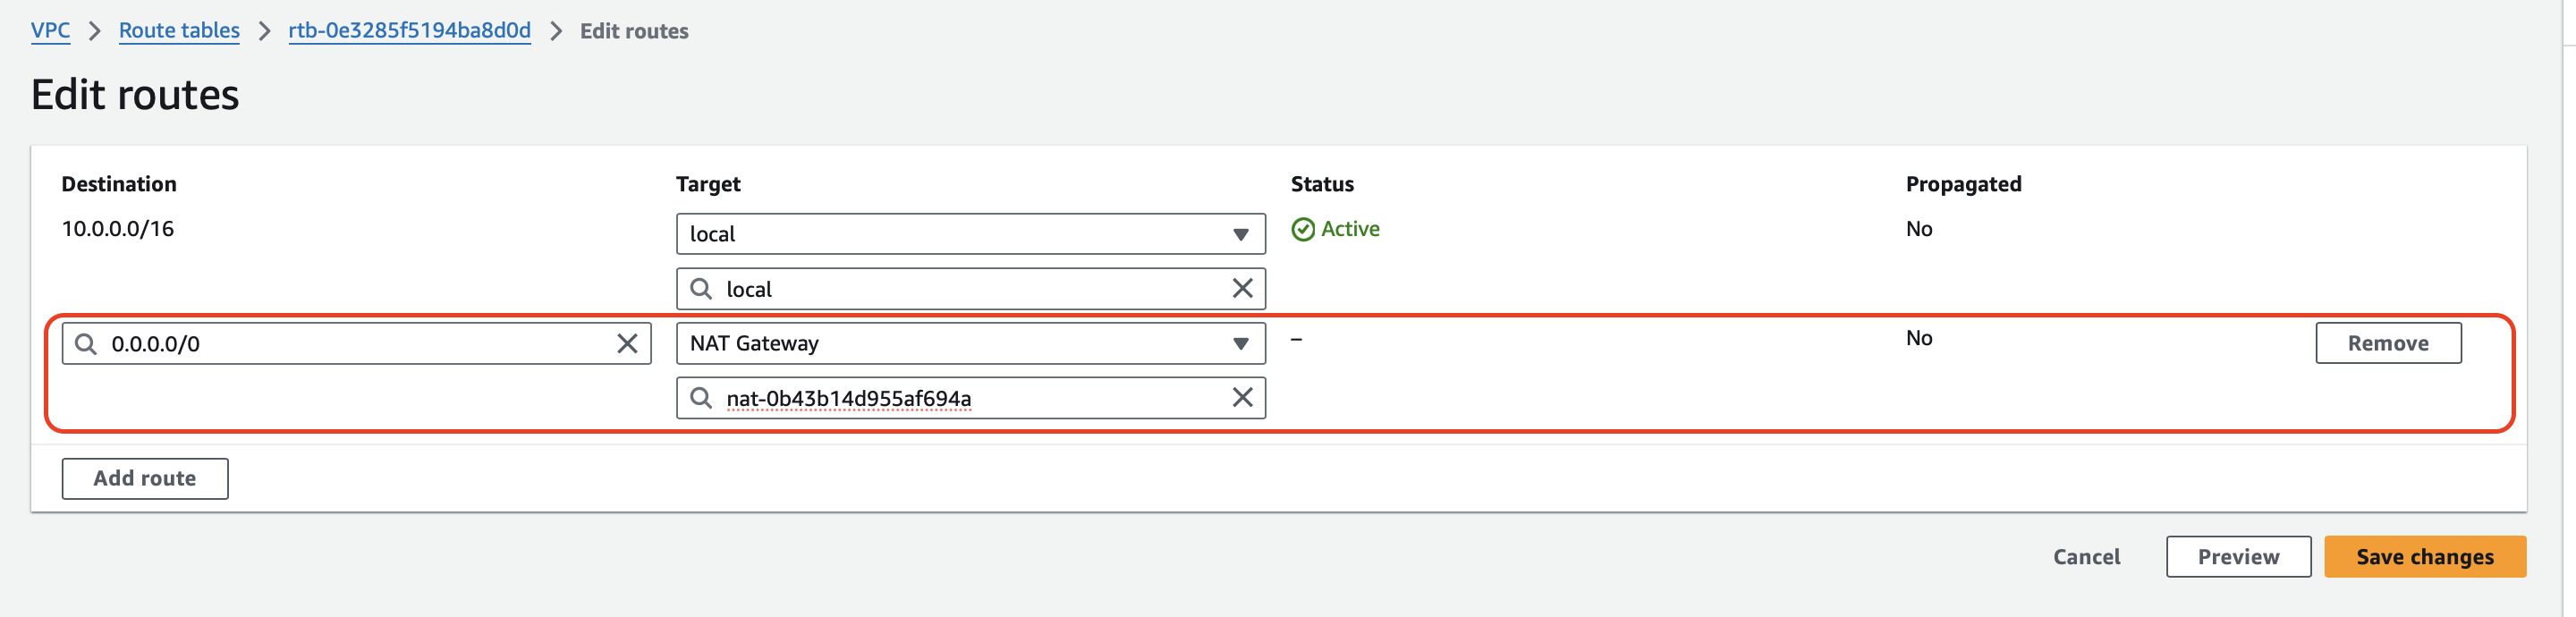 VPC > Route tables > rtb-0e3285f5194ba8d0d > Edit routes
Edit routes
Destination Target Status Propagated
10.0.0.0/16 local Active No
local
0.0.0.0/0 NAT Gateway – No Remove
nat-0b43b14d955af694a
Add route
Cancel Preview Save changes